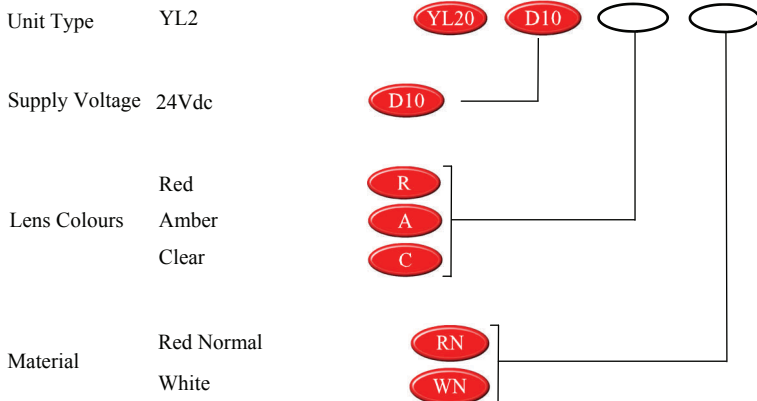 Unit Type YL2 YL20 D10
Supply Voltage 24Vdc D10
Red R
Lens Colours Amber A
Clear C
Red Normal RN
Material
White WN